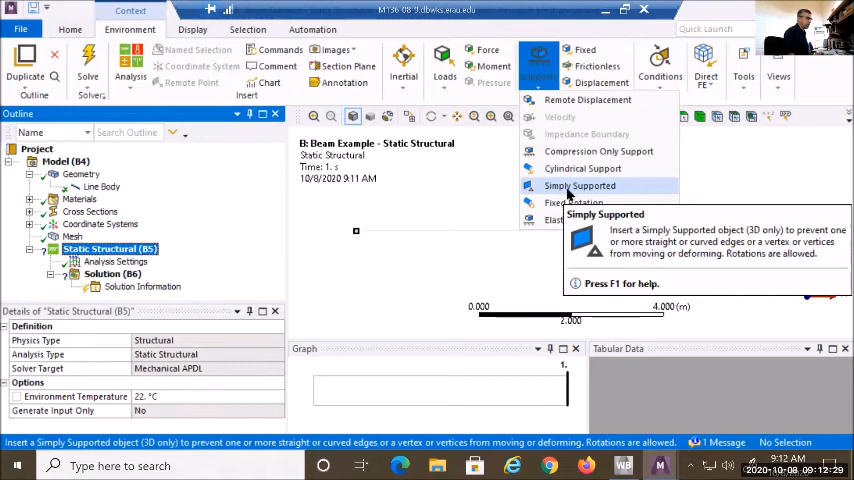 M136-08-9.dbwks.erau.edu
Context
File
Home
Environment
Display
Selection
Automation
Quick Launch
Duplicate
Outline
Solve
Solver
Analysis
Named Selection
Coordinate System
Remote Point
Commands
Comment
Chart
Insert
Images
Section Plane
Annotation
Inertial
Loads
Force
Moment
Pressure
Supports
Fixed
Frictionless
Displacement
Conditions
Direct
FE
Tools
Views
Remote Displacement
Velocity
Impedance Boundary
Compression Only Support
Cylindrical Support
Simply Supported
Fixed Rotation
Simply Supported
Insert a Simply Supported object (3D only) to prevent one
or more straight or curved edges or a vertex or vertices
from moving or deforming. Rotations are allowed.
Press F1 for help.
Outline
Name
Search Outline
Project
Model (B4)
Geometry
Line Body
Materials
Cross Sections
Coordinate Systems
Mesh
Static Structural (B5)
Analysis Settings
Solution (B6)
Solution Information
B: Beam Example - Static Structural
Static Structural
Time: 1. s
10/8/2020 9:11 AM
0.000
4.000 (m)
2.000
Details of "Static Structural (B5)"
Definition
Physics Type Structural
Analysis Type Static Structural
Solver Target Mechanical APDL
Options
Environment Temperature 22. °C
Generate Input Only No
Graph
1.
Tabular Data
Insert a Simply Supported object (3D only) to prevent one or more straight or curved edges or a vertex or vertices from moving or deforming. Rotations are allowed.
1 Message
No Selection
Type here to search
WB
9:12 AM
2020-10-08 09:12:29